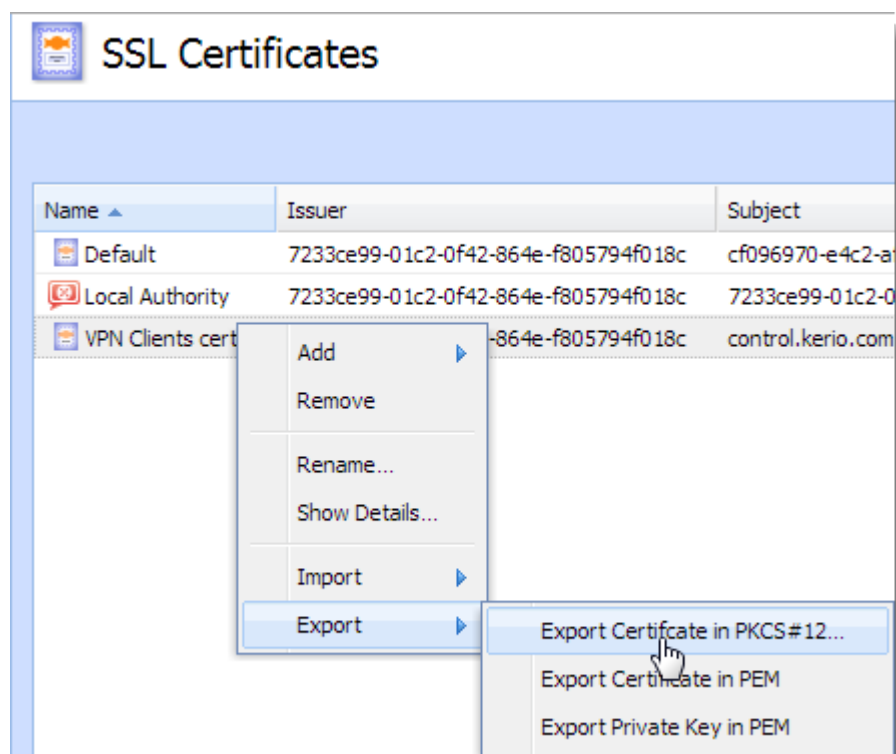 SSL Certificates
Name Issuer Subject
Default 7233ce99-01c2-0f42-864e-f805794f018c cf096970-e4c2-a
Local Authority 7233ce99-01c2-0f42-864e-f805794f018c 7233ce99-01c2-0
VPN Clients cert -864e-f805794f018c control.kerio.com
Add
Remove
Rename...
Show Details...
Import
Export
Export Certifcate in PKCS#12...
Export Certificate in PEM
Export Private Key in PEM